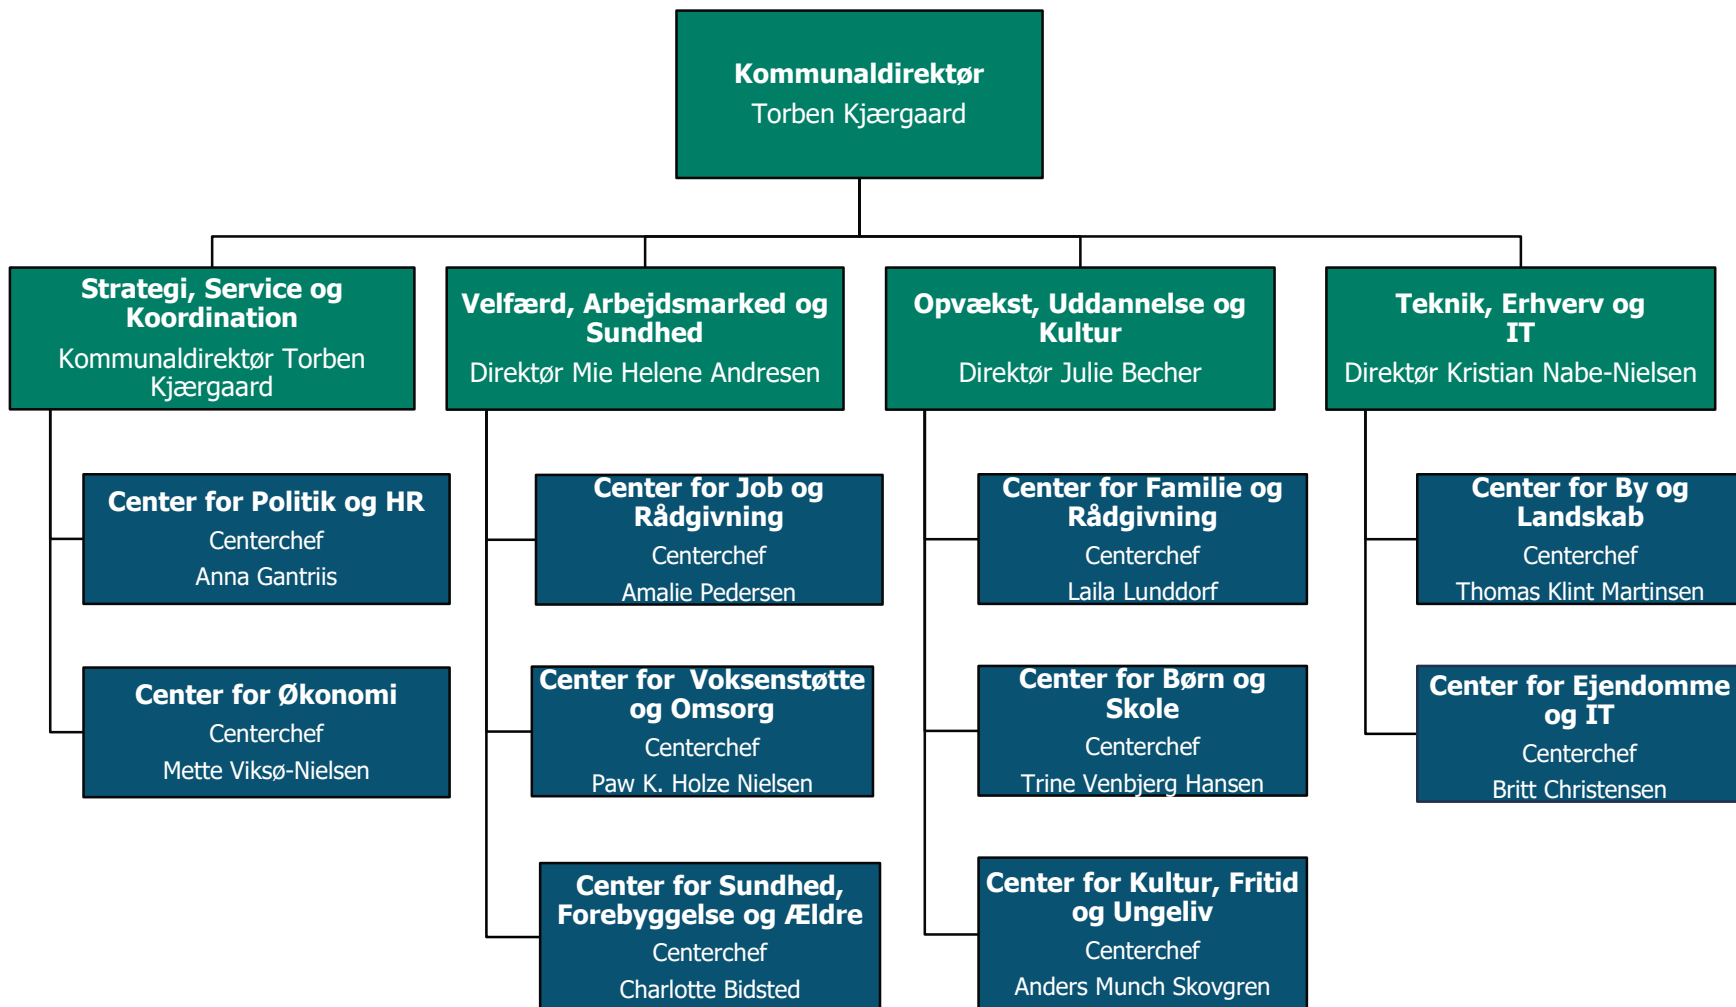 Kommunaldirektør
Torben Kjærgaard
Strategi, Service og
Koordination
Kommunaldirektør Torben
Kjærgaard
Velfærd, Arbejdsmarked og
Sundhed
Direktør Mie Helene Andresen
Opvækst, Uddannelse og
Kultur
Direktør Julie Becher
Teknik, Erhverv og
IT
Direktør Kristian Nabe-Nielsen
Center for Politik og HR
Centerchef
Anna Gantriis
Center for Økonomi
Centerchef
Mette Viksø-Nielsen
Center for Job og
Rådgivning
Centerchef
Amalie Pedersen
Center for Voksenstøtte
og Omsorg
Centerchef
Paw K. Holze Nielsen
Center for Sundhed,
Forebyggelse og Ældre
Centerchef
Charlotte Bidsted
Center for Familie og
Rådgivning
Centerchef
Laila Lunddorf
Center for Børn og
Skole
Centerchef
Trine Venbjerg Hansen
Center for Kultur, Fritid
og Ungeliv
Centerchef
Anders Munch Skovgren
Center for By og
Landskab
Centerchef
Thomas Klint Martinsen
Center for Ejendomme
og IT
Centerchef
Britt Christensen